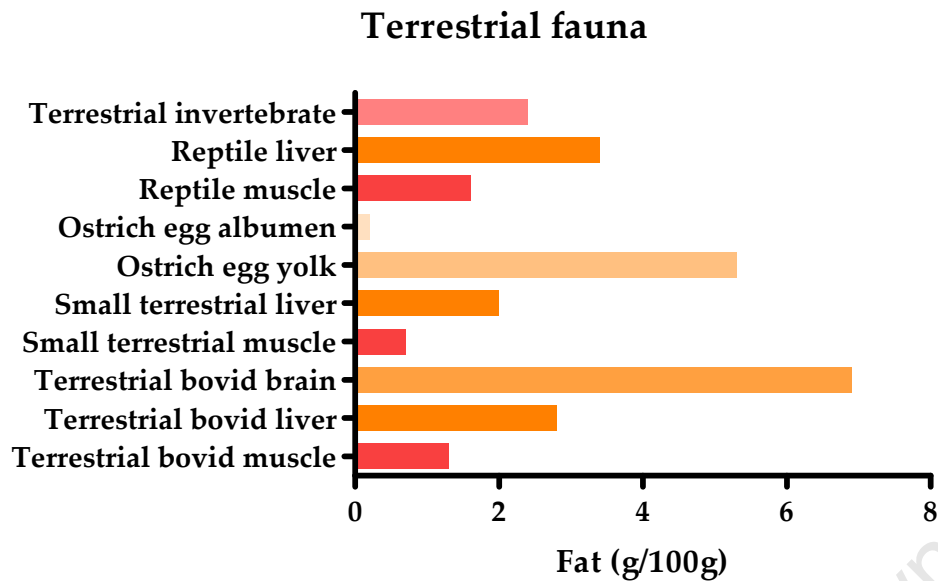 Terrestrial fauna
Terrestrial invertebrate
Reptile liver
Reptile muscle
Ostrich egg albumen
Ostrich egg yolk
Small terrestrial liver
Small terrestrial muscle
Terrestrial bovid brain
Terrestrial bovid liver
Terrestrial bovid muscle
0 2 4 6 8
Fat (g/100g)